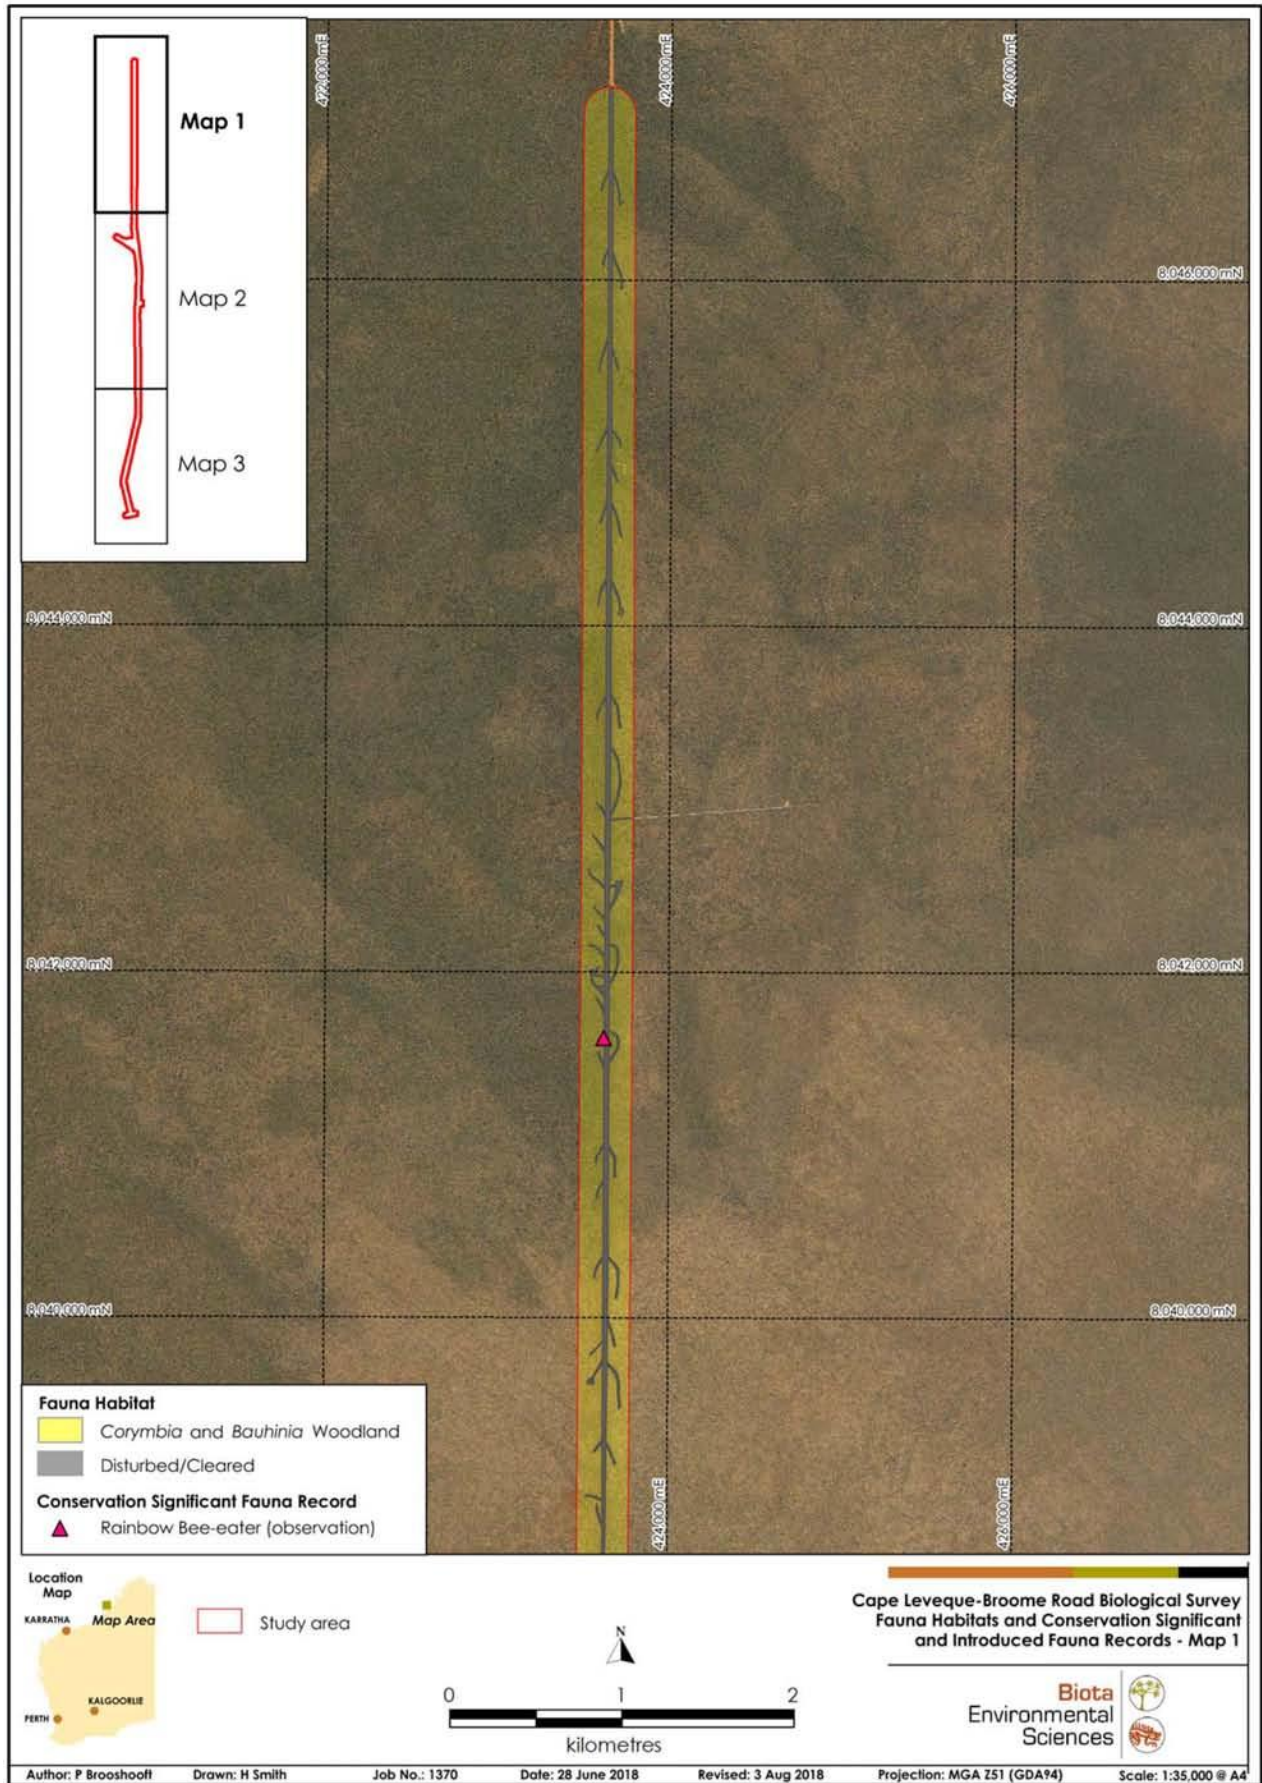 Map 1
Map 2
Map 3
422,000 mE
424,000 mE
426,000 mE
8,046,000 mN
8,044,000 mN
8,044,000 mN
8,042,000 mN
8,042,000 mN
8,040,000 mN
8,040,000 mN
424,000 mE
426,000 mE
Fauna Habitat
Corymbia and Bauhinia Woodland
Disturbed/Cleared
Conservation Significant Fauna Record
Rainbow Bee-eater (observation)
Location
Map
KARRATHA
Map Area
KALGOORLIE
PERTH
Study area
N
0 1 2
kilometres
Cape Leveque-Broome Road Biological Survey
Fauna Habitats and Conservation Significant
and Introduced Fauna Records - Map 1
Biota
Environmental
Sciences
Author: P Brooshooft Drawn: H Smith Job No.: 1370 Date: 28 June 2018 Revised: 3 Aug 2018 Projection: MGA Z51 (GDA94) Scale: 1:35,000 @ A4